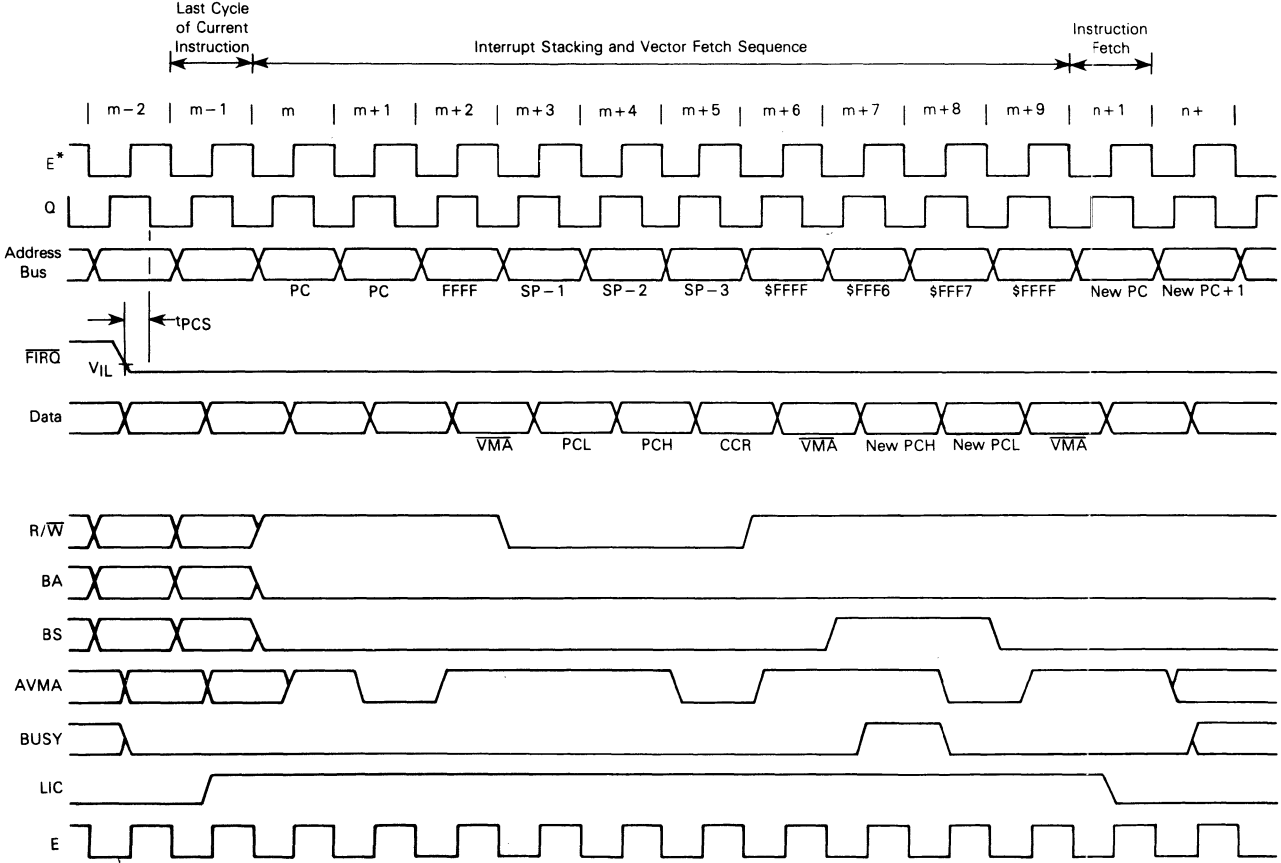 Last Cycle
of Current
Instruction
Interrupt Stacking and Vector Fetch Sequence
Instruction
Fetch
m−2 m−1 m m+1 m+2 m+3 m+4 m+5 m+6 m+7 m+8 m+9 n+1 n+
E*
Q
Address
Bus
PC PC FFFF SP−1 SP−2 SP−3 $FFFF $FFF6 $FFF7 $FFFF New PC New PC+1
tPCS
FIRQ
VIL
Data
VMA PCL PCH CCR VMA New PCH New PCL VMA
R/W
BA
BS
AVMA
BUSY
LIC
E